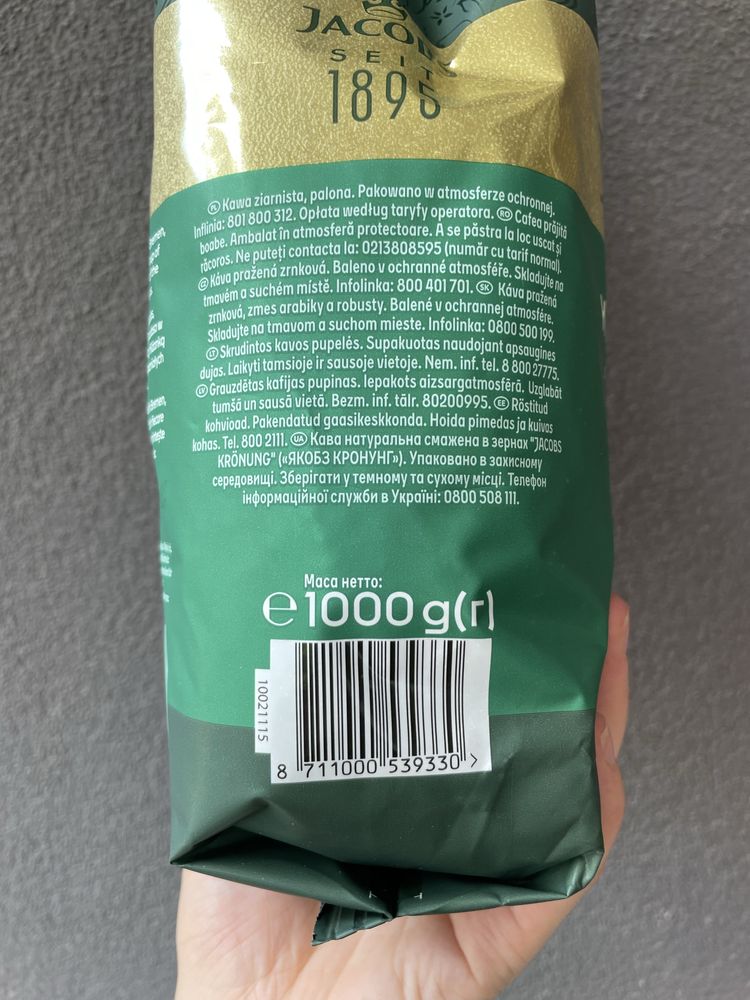 JACOBS
SEIT
1895
PL Kawa ziarnista, palona. Pakowano w atmosferze ochronnej.
Infolinia: 801 800 312. Opłata według taryfy operatora. RO Cafea prăjită
boabe. Ambalat în atmosferă protectoare. A se păstra la loc uscat și
răcoros. Ne puteți contacta la: 0213808595 (număr cu tarif normal).
CZ Káva pražená zrnková. Baleno v ochranné atmosféře. Skladujte na
tmavém a suchém místě. Infolinka: 800 401 701. SK Káva pražená
zrnková, zmes arabiky a robusty. Balené v ochrannej atmosfére.
Skladujte na tmavom a suchom mieste. Infolinka: 0800 500 199.
LT Skrudintos kavos pupelės. Supakuotas naudojant apsaugines
dujas. Laikyti tamsioje ir sausoje vietoje. Nem. inf. tel. 8 800 27775.
LV Grauzdētas kafijas pupinas. Iepakots aizsargatmosfērā. Uzglabāt
tumšā un sausā vietā. Bezm. inf. tālr. 80200995. EE Röstitud
kohvioad. Pakendatud gaasikeskkonda. Hoida pimedas ja kuivas
kohas. Tel. 800 2111. UA Кава натуральна смажена в зернах "JACOBS
KRÖNUNG" («ЯКОБЗ КРОНУНГ»). Упаковано в захисному
середовищі. Зберігати у темному та сухому місці. Телефон
інформаційної служби в Україні: 0800 508 111.
Маса нетто:
℮ 1000 g(г)
10021115
8 711000 539330 >